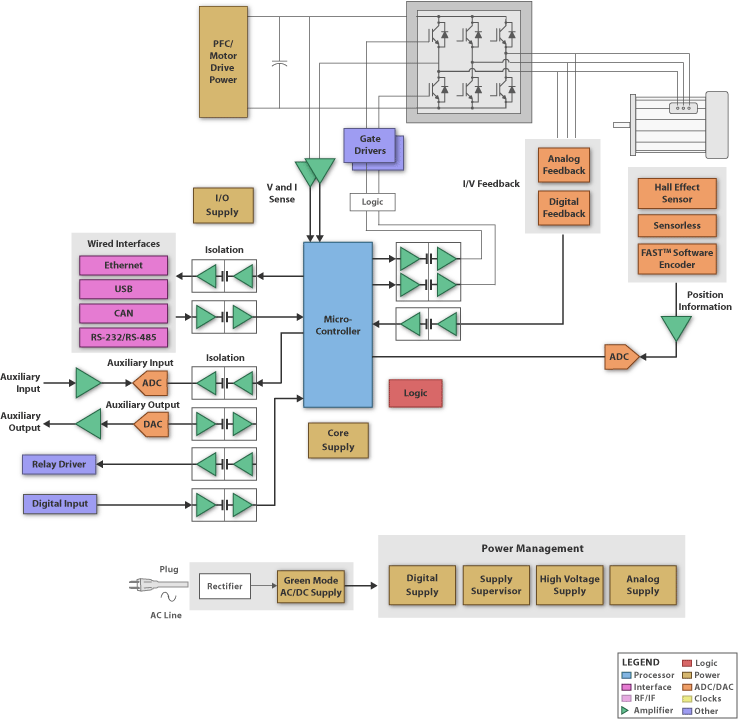 PFC/
Motor
Drive
Power
Gate
Drivers
V and I
Sense
I/O
Supply
Logic
I/V Feedback
Analog
Feedback
Digital
Feedback
Hall Effect
Sensor
Sensorless
FAST™ Software
Encoder
Position
Information
Wired Interfaces
Ethernet
USB
CAN
RS-232/RS-485
Isolation
Micro-
Controller
ADC
Auxiliary Input
Auxiliary
Input
ADC
Isolation
Auxiliary Output
Auxiliary
Output
DAC
Logic
Core
Supply
Relay Driver
Digital Input
Plug
AC Line
Rectifier
Green Mode
AC/DC Supply
Power Management
Digital
Supply
Supply
Supervisor
High Voltage
Supply
Analog
Supply
LEGEND
Processor
Interface
RF/IF
Amplifier
Logic
Power
ADC/DAC
Clocks
Other